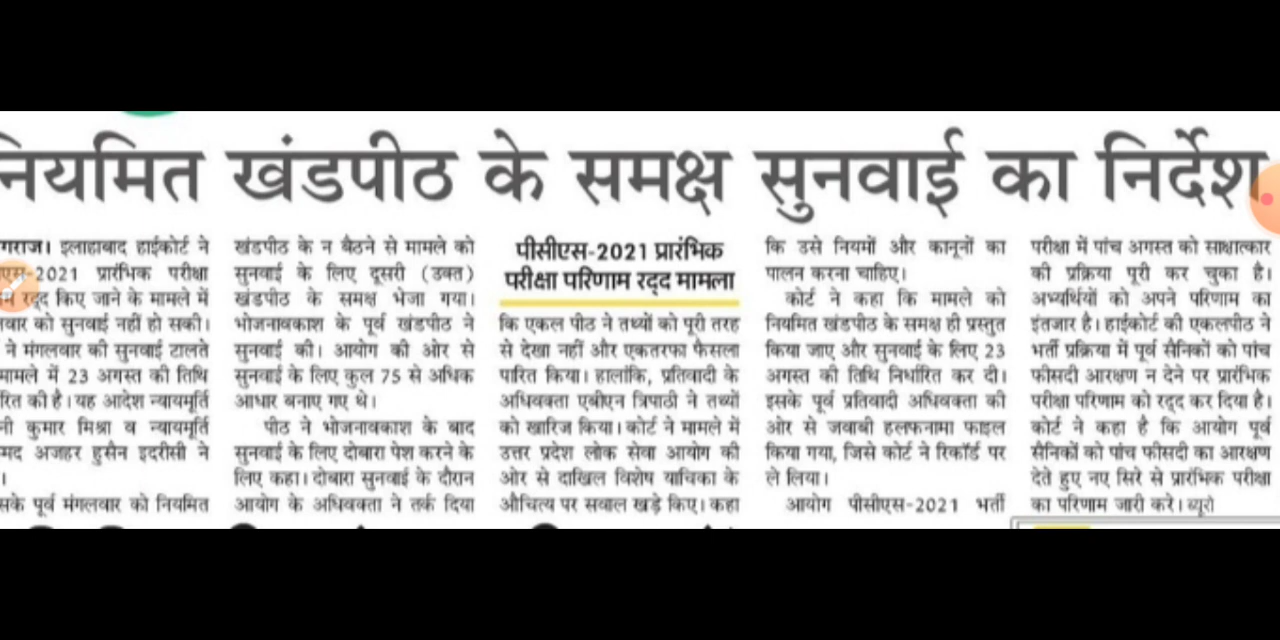 नियमित खंडपीठ के समक्ष सुनवाई का निर्देश
गराज। इलाहाबाद हाईकोर्ट ने
एस-2021 प्रारंभिक परीक्षा
रद्द किए जाने के मामले में
वार को सुनवाई नहीं हो सकी।
ने मंगलवार की सुनवाई टालते
मामले में 23 अगस्त की तिथि
रित की है। यह आदेश न्यायमूर्ति
नी कुमार मिश्रा व न्यायमूर्ति
मद अजहर हुसैन इदरीसी ने
।
सके पूर्व मंगलवार को नियमित
खंडपीठ के न बैठने से मामले को
सुनवाई के लिए दूसरी (उक्त)
खंडपीठ के समक्ष भेजा गया।
भोजनावकाश के पूर्व खंडपीठ ने
सुनवाई की। आयोग की ओर से
सुनवाई के लिए कुल 75 से अधिक
आधार बनाए गए थे।
पीठ ने भोजनावकाश के बाद
सुनवाई के लिए दोबारा पेश करने के
लिए कहा। दोबारा सुनवाई के दौरान
आयोग के अधिवक्ता ने तर्क दिया
पीसीएस-2021 प्रारंभिक
परीक्षा परिणाम रद्द मामला
कि एकल पीठ ने तथ्यों को पूरी तरह
से देखा नहीं और एकतरफा फैसला
पारित किया। हालांकि, प्रतिवादी के
अधिवक्ता एबीएन त्रिपाठी ने तथ्यों
को खारिज किया। कोर्ट ने मामले में
उत्तर प्रदेश लोक सेवा आयोग की
ओर से दाखिल विशेष याचिका के
औचित्य पर सवाल खड़े किए। कहा
कि उसे नियमों और कानूनों का
पालन करना चाहिए।
कोर्ट ने कहा कि मामले को
नियमित खंडपीठ के समक्ष ही प्रस्तुत
किया जाए और सुनवाई के लिए 23
अगस्त की तिथि निर्धारित कर दी।
इसके पूर्व प्रतिवादी अधिवक्ता की
ओर से जवाबी हलफनामा फाइल
किया गया, जिसे कोर्ट ने रिकॉर्ड पर
ले लिया।
आयोग पीसीएस-2021 भर्ती
परीक्षा में पांच अगस्त को साक्षात्कार
की प्रक्रिया पूरी कर चुका है।
अभ्यर्थियों को अपने परिणाम का
इंतजार है। हाईकोर्ट की एकलपीठ ने
भर्ती प्रक्रिया में पूर्व सैनिकों को पांच
फीसदी आरक्षण न देने पर प्रारंभिक
परीक्षा परिणाम को रद्द कर दिया है।
कोर्ट ने कहा है कि आयोग पूर्व
सैनिकों को पांच फीसदी का आरक्षण
देते हुए नए सिरे से प्रारंभिक परीक्षा
का परिणाम जारी करे। ब्यूरो